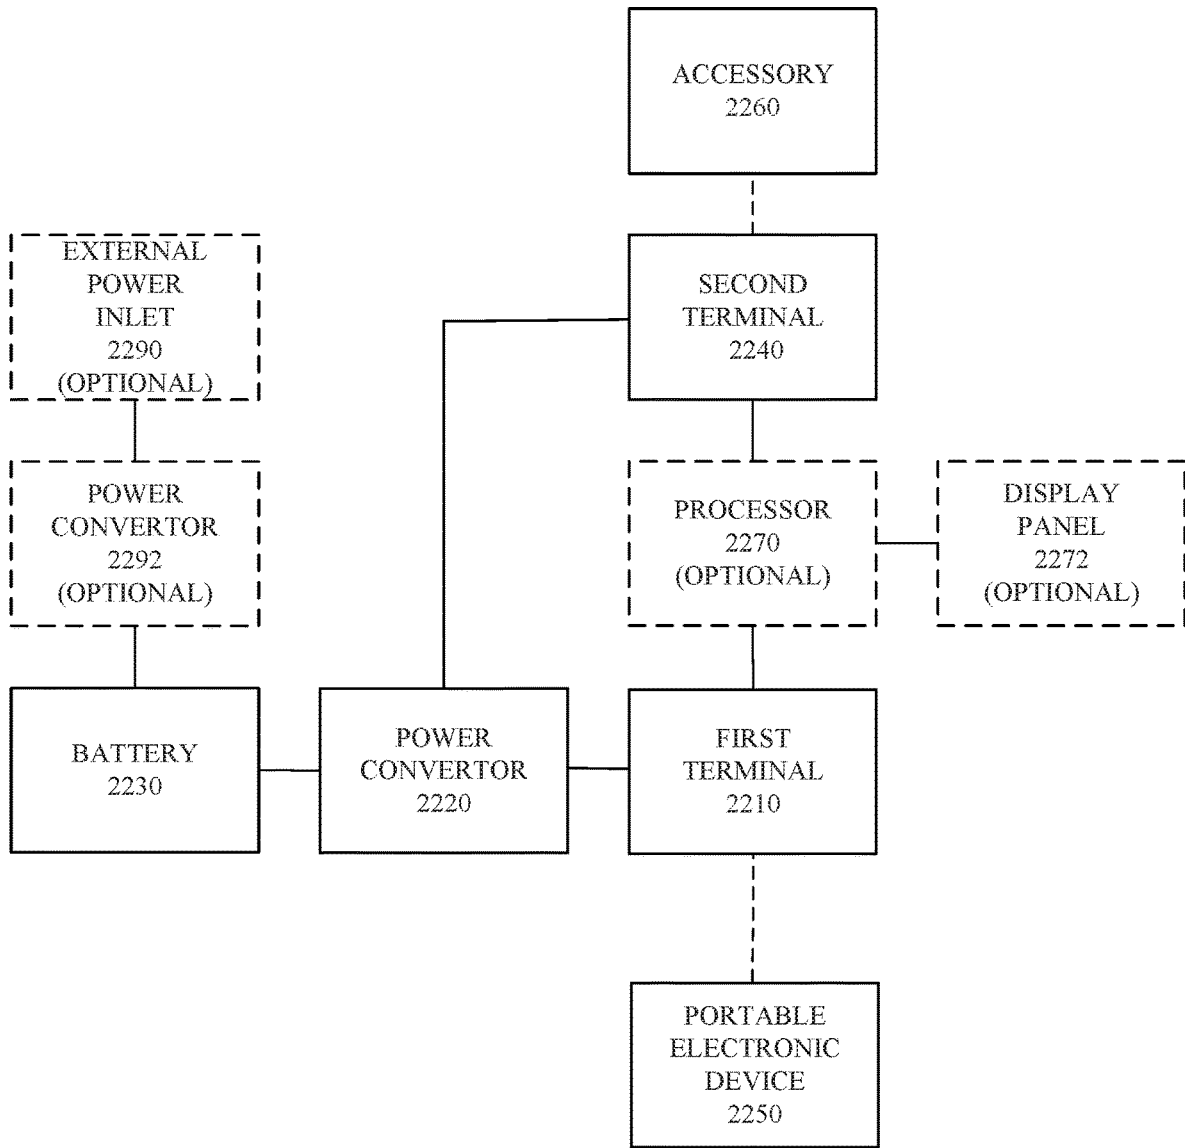 ACCESSORY
2260
EXTERNAL
POWER
INLET
2290
(OPTIONAL)
SECOND
TERMINAL
2240
POWER
CONVERTOR
2292
(OPTIONAL)
PROCESSOR
2270
(OPTIONAL)
DISPLAY
PANEL
2272
(OPTIONAL)
BATTERY
2230
POWER
CONVERTOR
2220
FIRST
TERMINAL
2210
PORTABLE
ELECTRONIC
DEVICE
2250